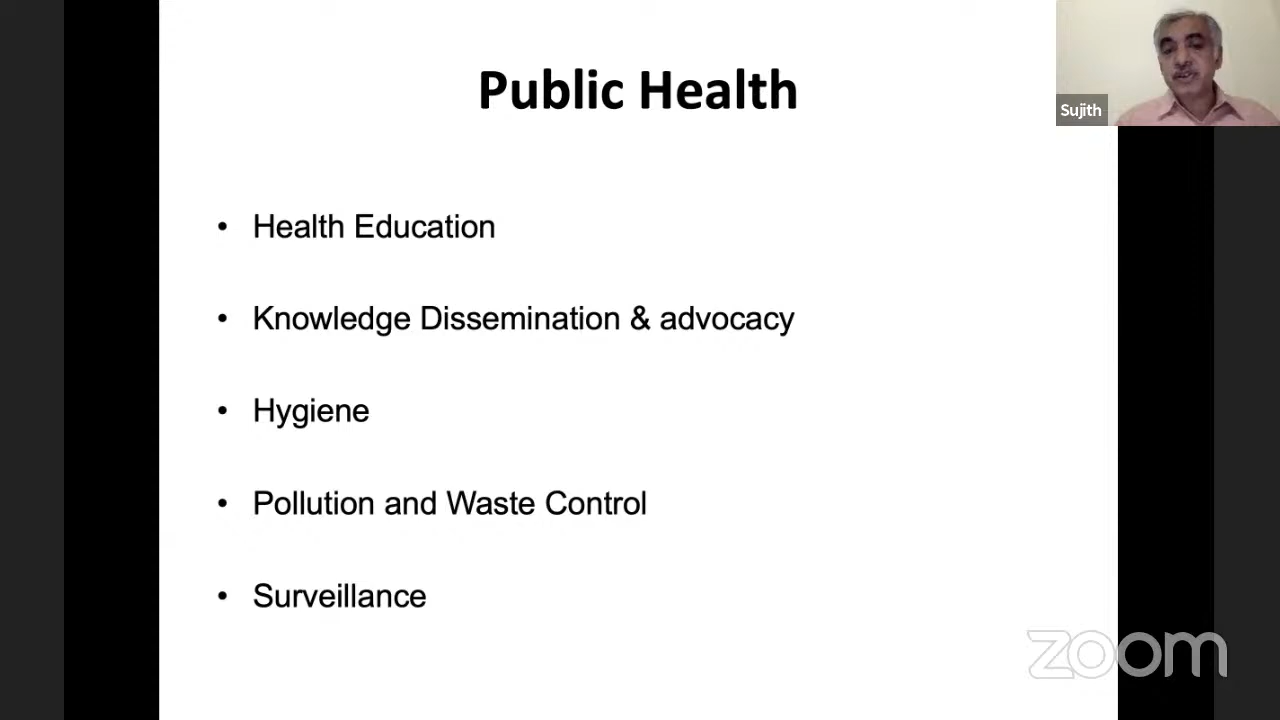 Public Health
Sujith
• Health Education
• Knowledge Dissemination & advocacy
• Hygiene
• Pollution and Waste Control
• Surveillance
zoom